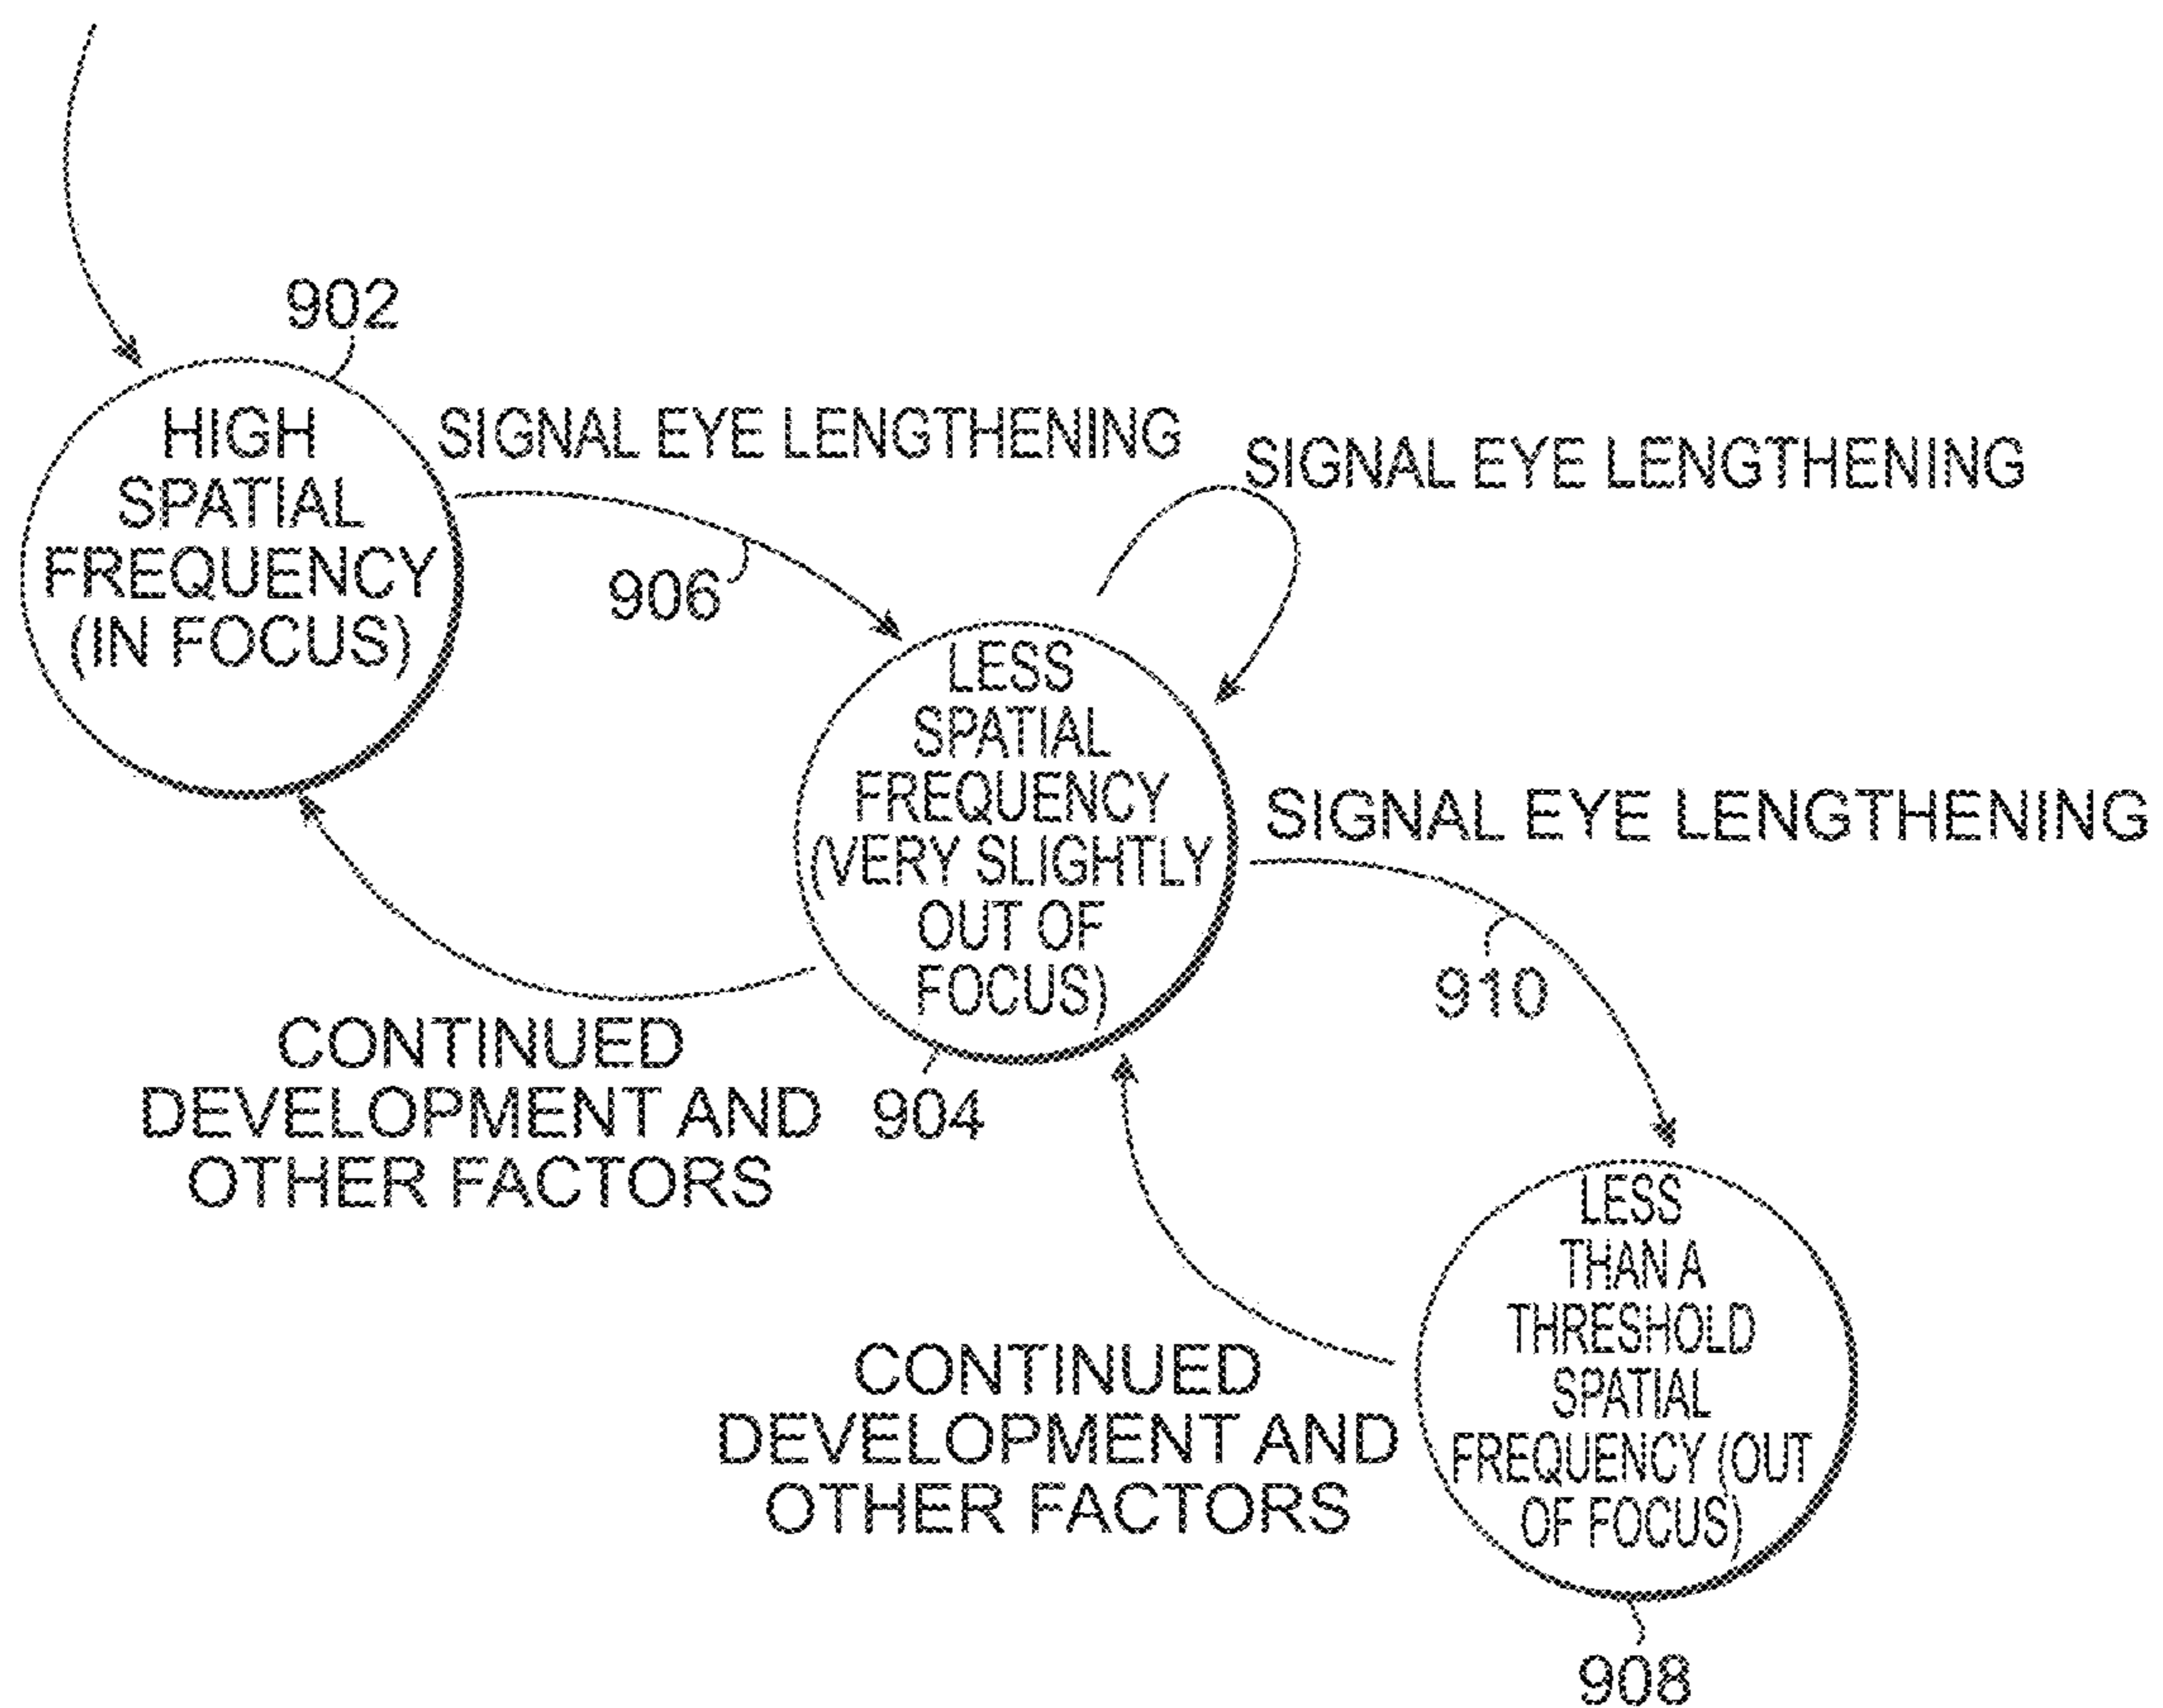 902
HIGH
SPATIAL
FREQUENCY
(IN FOCUS)
SIGNAL EYE LENGTHENING
906
SIGNAL EYE LENGTHENING
LESS
SPATIAL
FREQUENCY
(VERY SLIGHTLY
OUT OF
FOCUS)
904
SIGNAL EYE LENGTHENING
910
CONTINUED
DEVELOPMENT AND
OTHER FACTORS
LESS
THAN A
THRESHOLD
SPATIAL
FREQUENCY (OUT
OF FOCUS)
908
CONTINUED
DEVELOPMENT AND
OTHER FACTORS